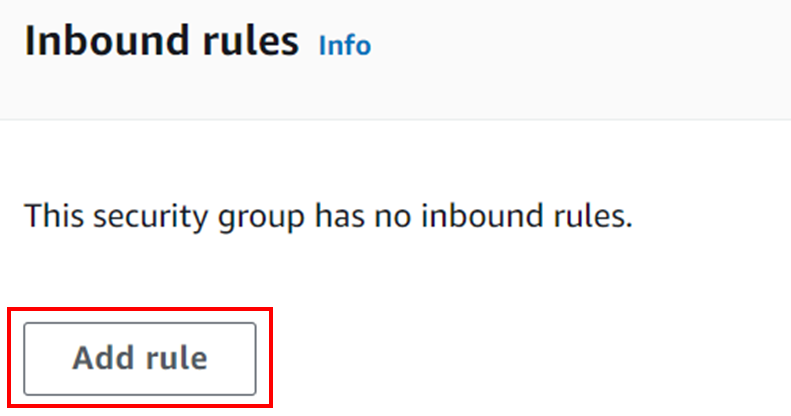 Inbound rules Info
This security group has no inbound rules.
Add rule